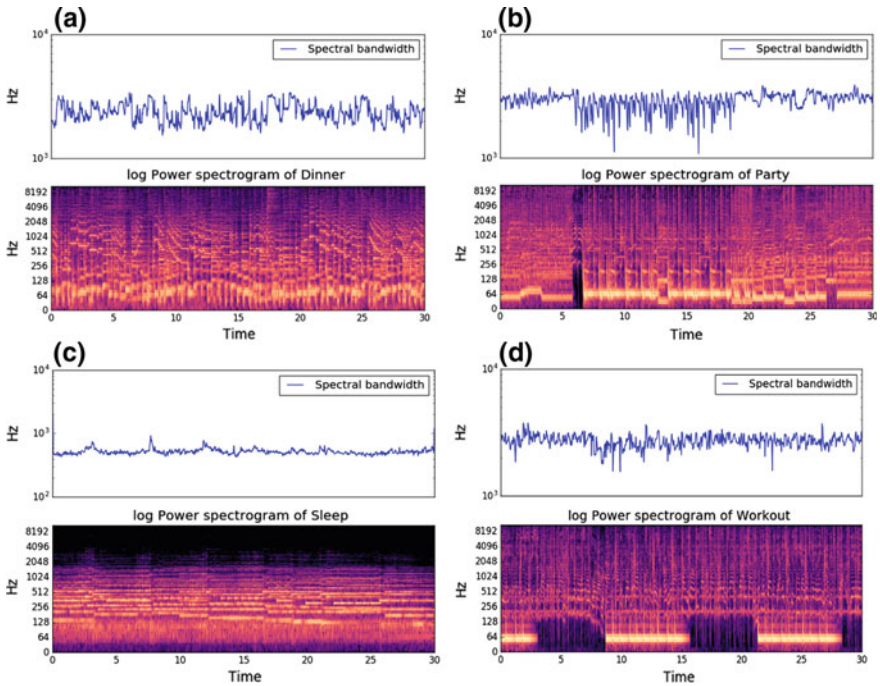 (a)
10⁴
Hz
10³
Spectral bandwidth
log Power spectrogram of Dinner
8192
4096
2048
1024
512
256
128
64
0
Hz
0 5 10 15 20 25 30
Time
(b)
10⁴
Hz
10³
Spectral bandwidth
log Power spectrogram of Party
8192
4096
2048
1024
512
256
128
64
0
Hz
0 5 10 15 20 25 30
Time
(c)
10⁴
Hz
10³
10²
Spectral bandwidth
log Power spectrogram of Sleep
8192
4096
2048
1024
512
256
128
64
0
Hz
0 5 10 15 20 25 30
Time
(d)
10⁴
Hz
10³
Spectral bandwidth
log Power spectrogram of Workout
8192
4096
2048
1024
512
256
128
64
0
Hz
0 5 10 15 20 25 30
Time